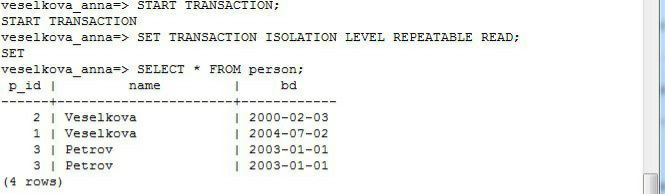 veselkova_anna=> START TRANSACTION;
START TRANSACTION
veselkova_anna=> SET TRANSACTION ISOLATION LEVEL REPEATABLE READ;
SET
veselkova_anna=> SELECT * FROM person;
 p_id |          name          |     bd
------+------------------------+------------
    2 | Veselkova              | 2000-02-03
    1 | Veselkova              | 2004-07-02
    3 | Petrov                 | 2003-01-01
    3 | Petrov                 | 2003-01-01
(4 rows)